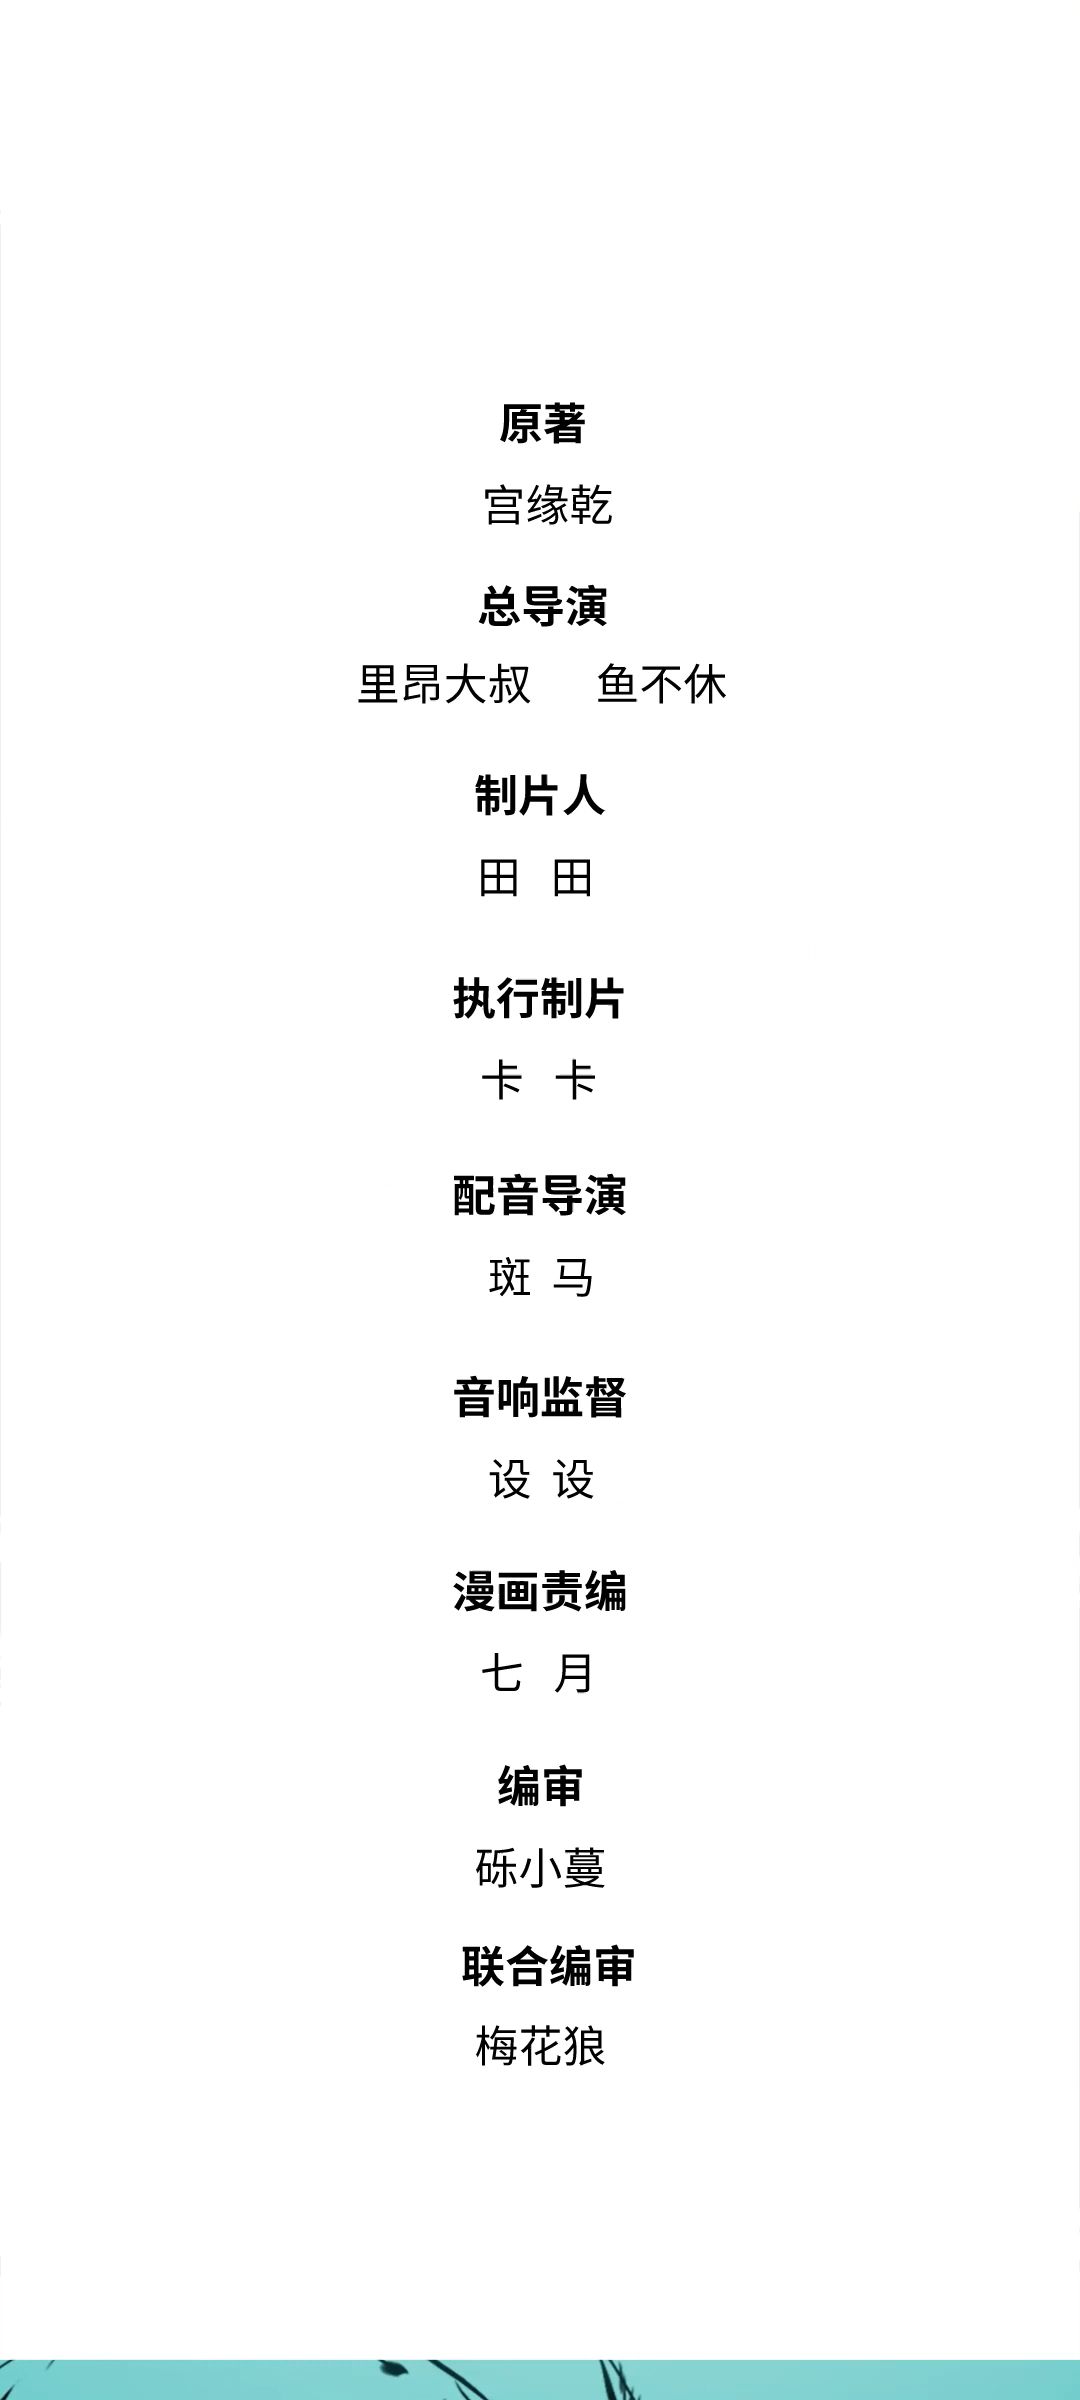 原著
宫缘乾
总导演
里昂大叔 鱼不休
制片人
田 田
执行制片
卡 卡
配音导演
斑 马
音响监督
设 设
漫画责编
七 月
编审
砾小蔓
联合编审
梅花狼